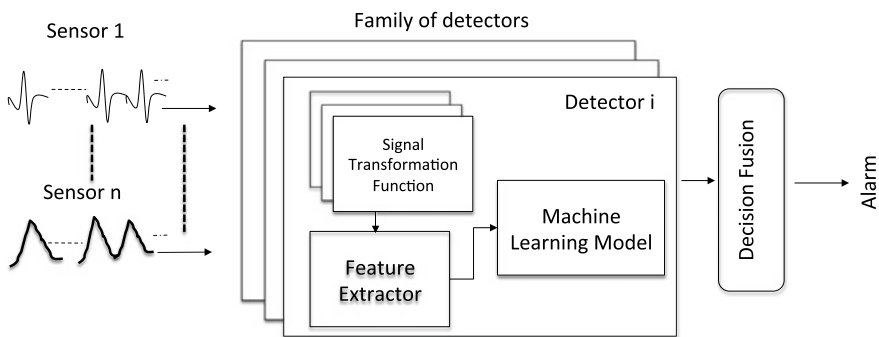 Family of detectors
Sensor 1
Detector i
Signal
Transformation
Function
Sensor n
Machine
Learning Model
Feature
Extractor
Decision Fusion
Alarm